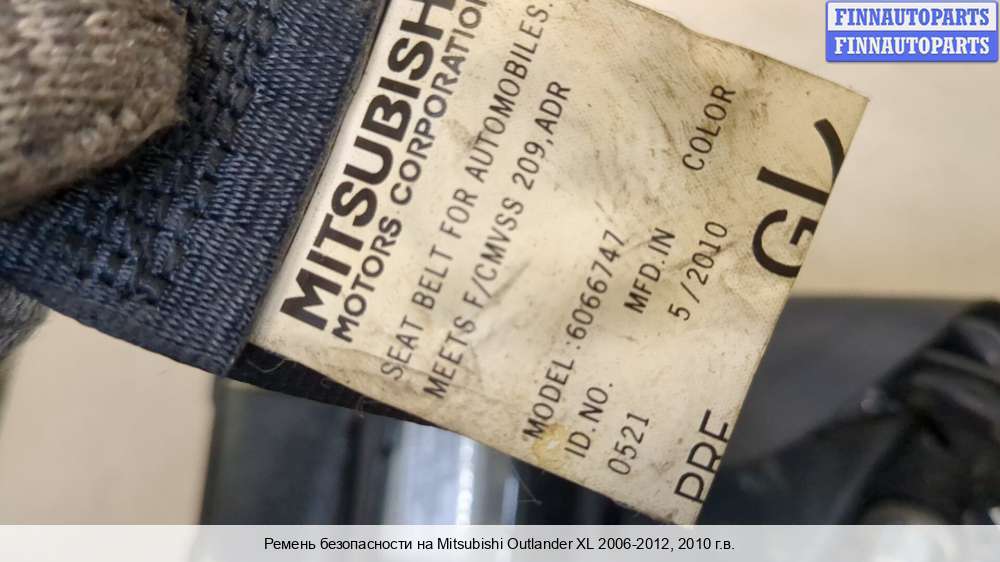 FINNAUTOPARTS
FINNAUTOPARTS
MITSUBISH
MOTORS CORPORATION
SEAT BELT FOR AUTOMOBILES.
MEETS F/CMVSS 209,ADR
MODEL :6066747
ID.NO. MFD.IN COLOR
0521 5/2010
PRE GL
Ремень безопасности на Mitsubishi Outlander XL 2006-2012, 2010 г.в.